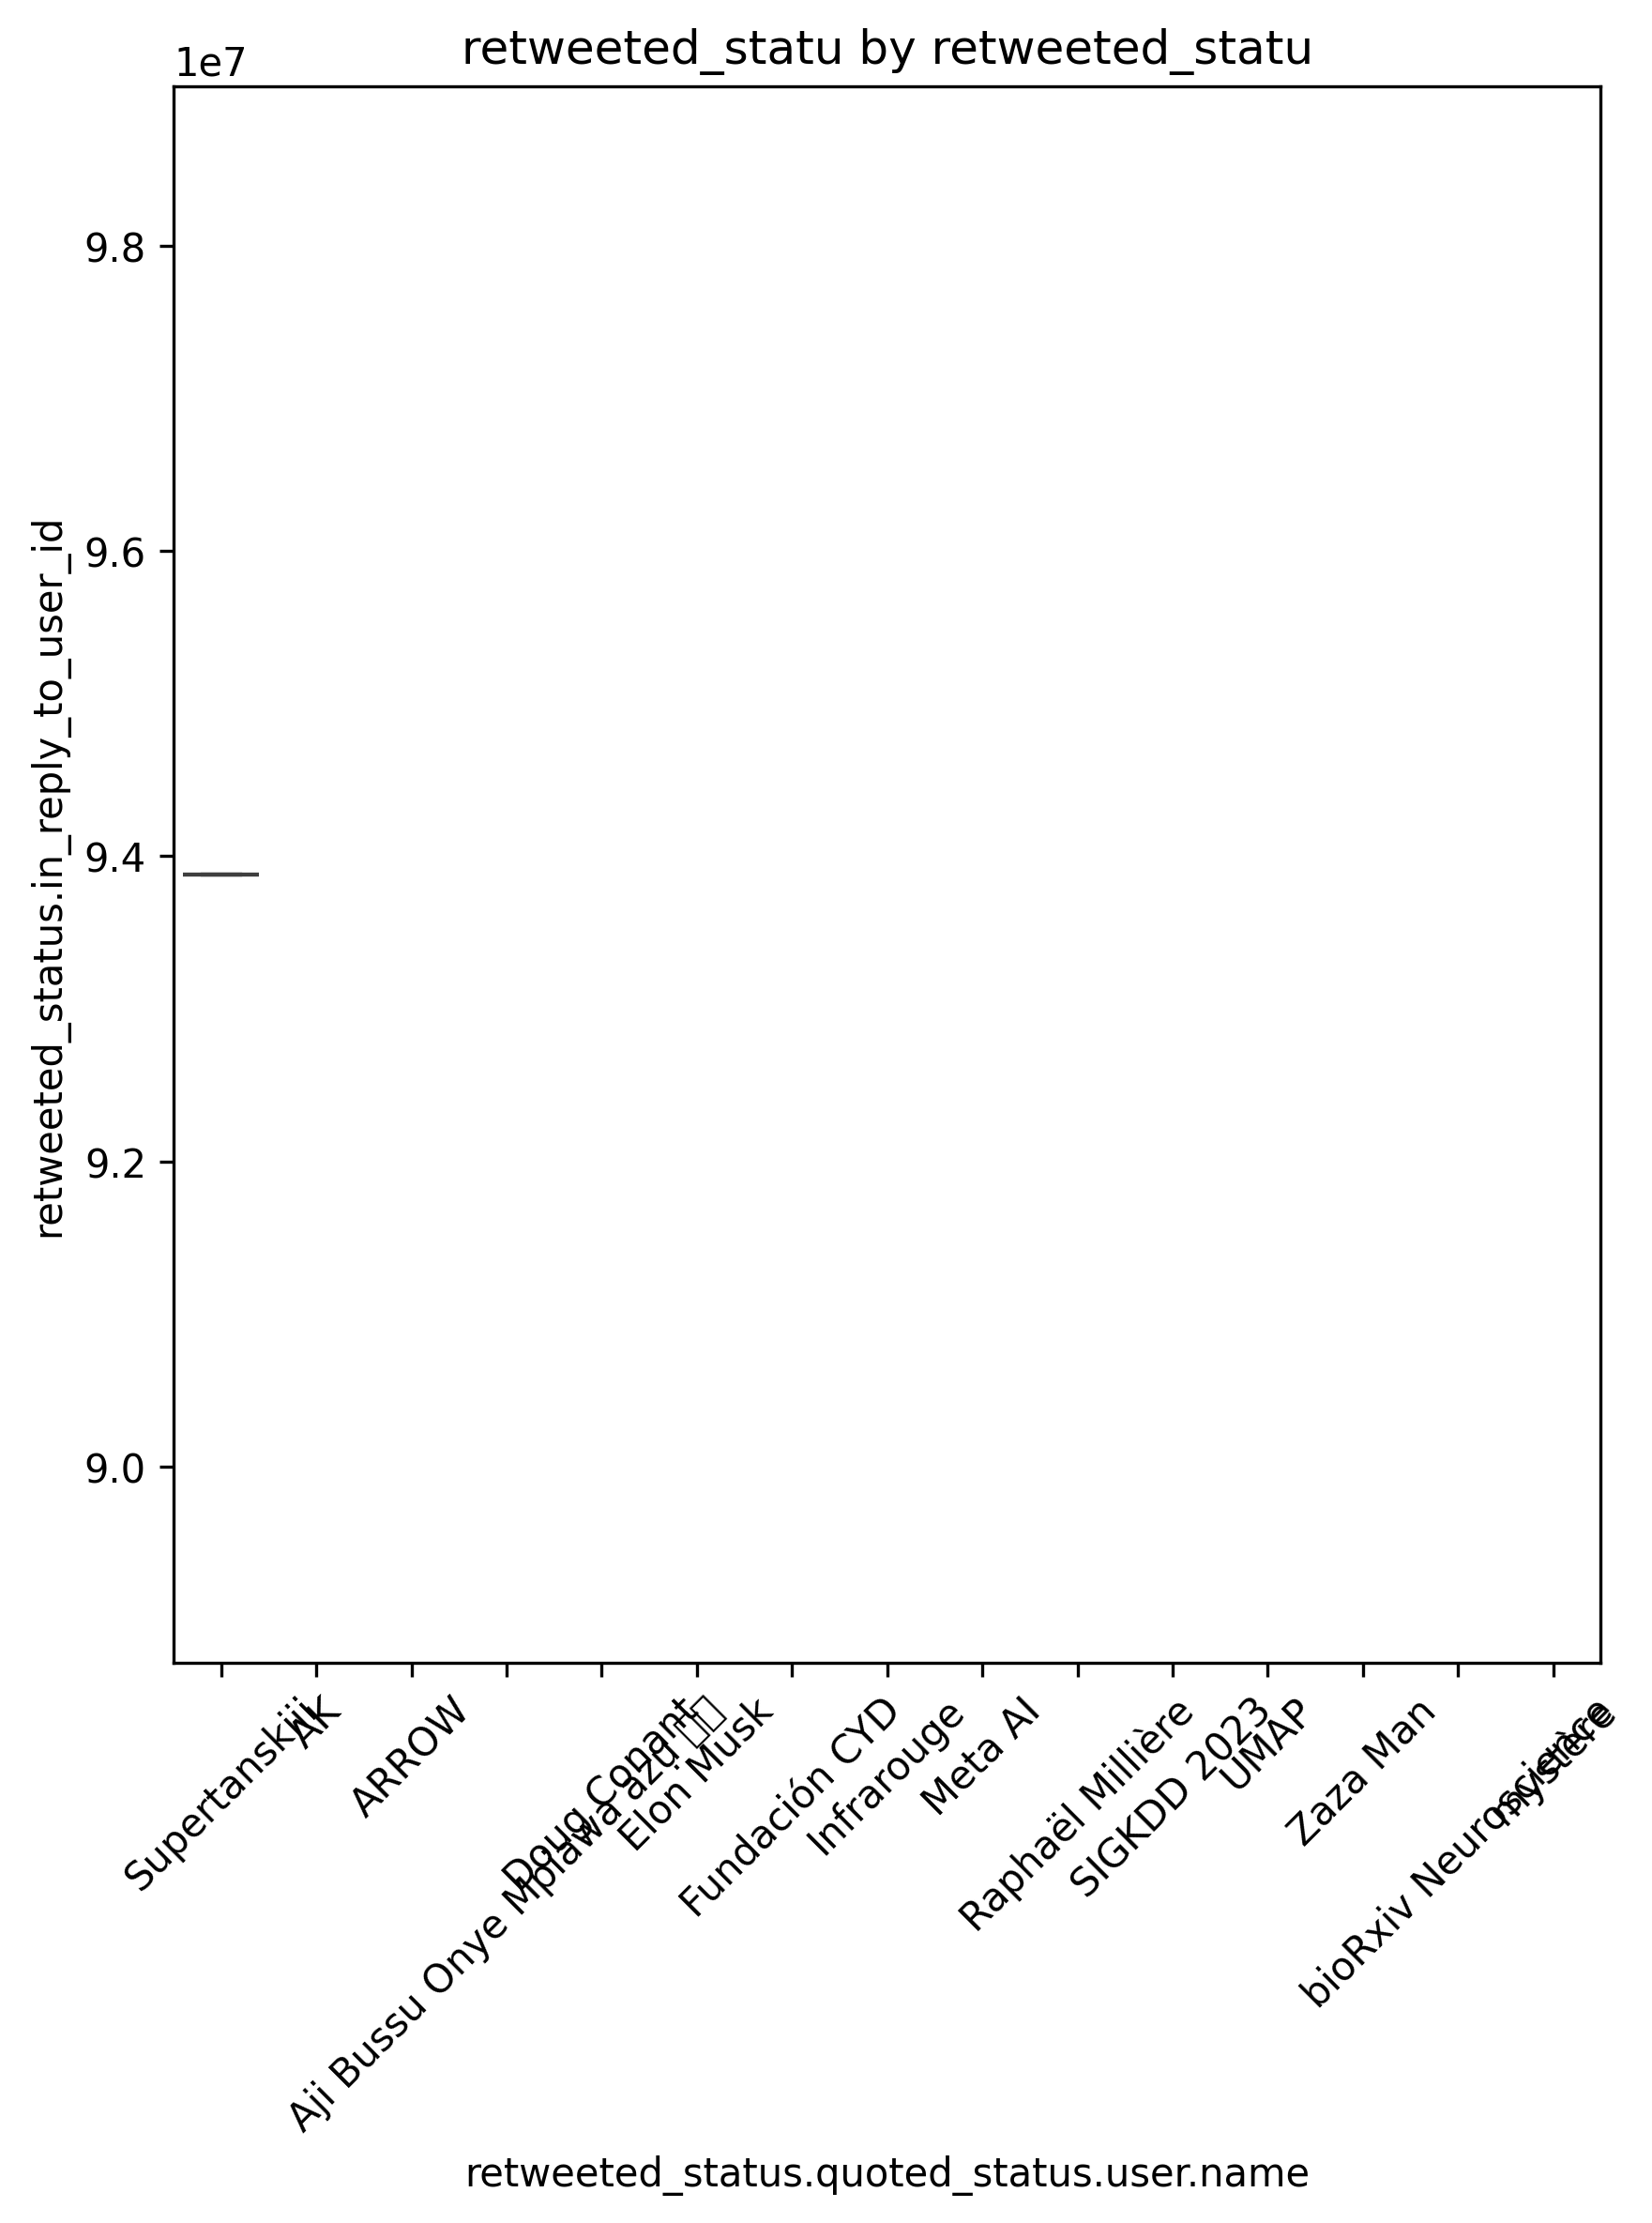 retweeted_statu by retweeted_statu
1e7
9.8
9.6
9.4
9.2
9.0
retweeted_status.in_reply_to_user_id
Supertanskiii
AK
ARROW
Aji Bussu Onye Mpiawa azu
Doug Conant
Elon Musk
Fundación CYD
Infrarouge
Meta AI
Raphaël Millière
SIGKDD 2023
UMAP
Zaza Man
bioRxiv Neuroscience
mystère
retweeted_status.quoted_status.user.name